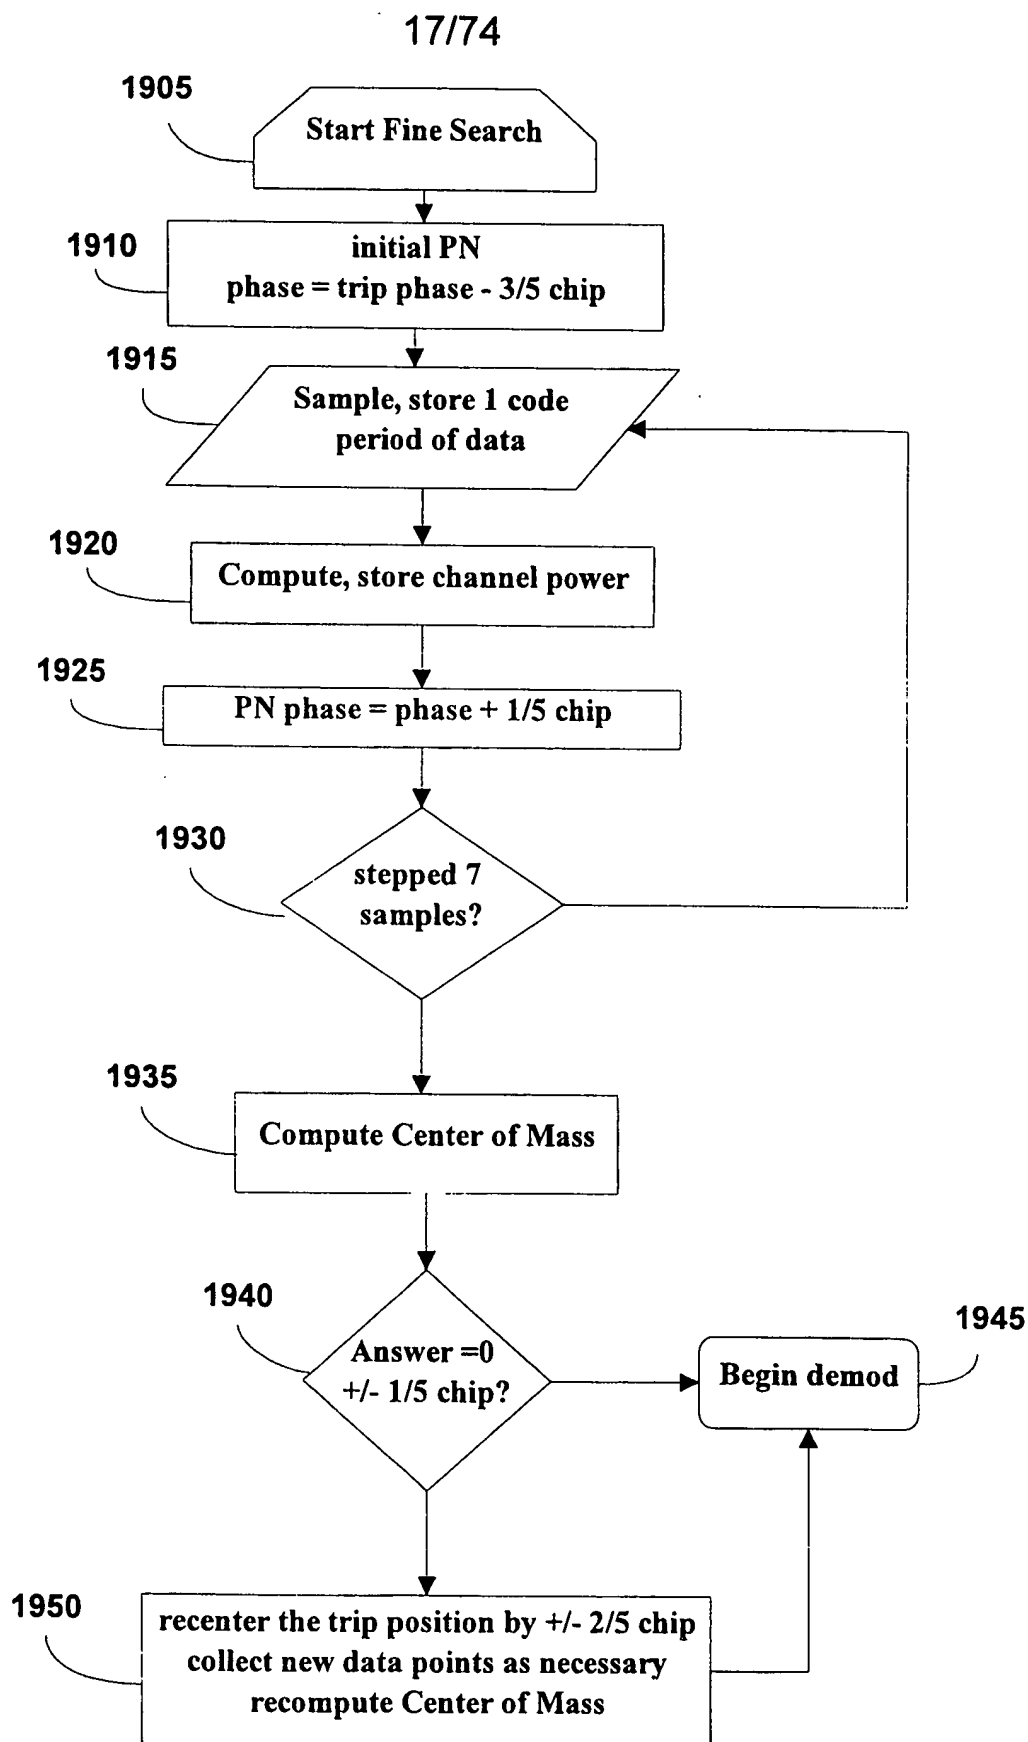 17/74
1905
Start Fine Search
1910
initial PN
phase = trip phase - 3/5 chip
1915
Sample, store 1 code
period of data
1920
Compute, store channel power
1925
PN phase = phase + 1/5 chip
1930
stepped 7
samples?
1935
Compute Center of Mass
1940
Answer =0
+/- 1/5 chip?
1945
Begin demod
1950
recenter the trip position by +/- 2/5 chip
collect new data points as necessary
recompute Center of Mass